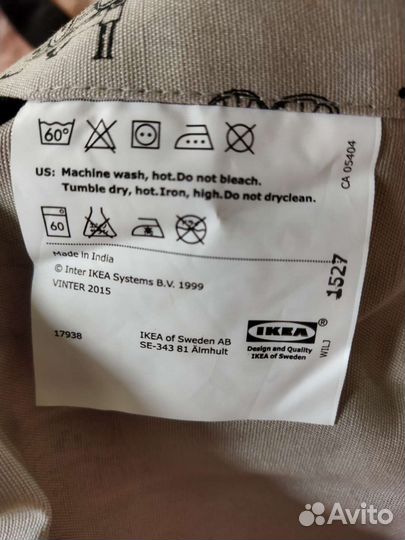 60°
US: Machine wash, hot.Do not bleach.
Tumble dry, hot.Iron, high.Do not dryclean.
CA 05404
60
Made in India
© Inter IKEA Systems B.V. 1999
VINTER 2015
1527
17938
IKEA of Sweden AB
SE-343 81 Älmhult
IKEA®
Design and Quality
IKEA of Sweden
WILJ
Avito